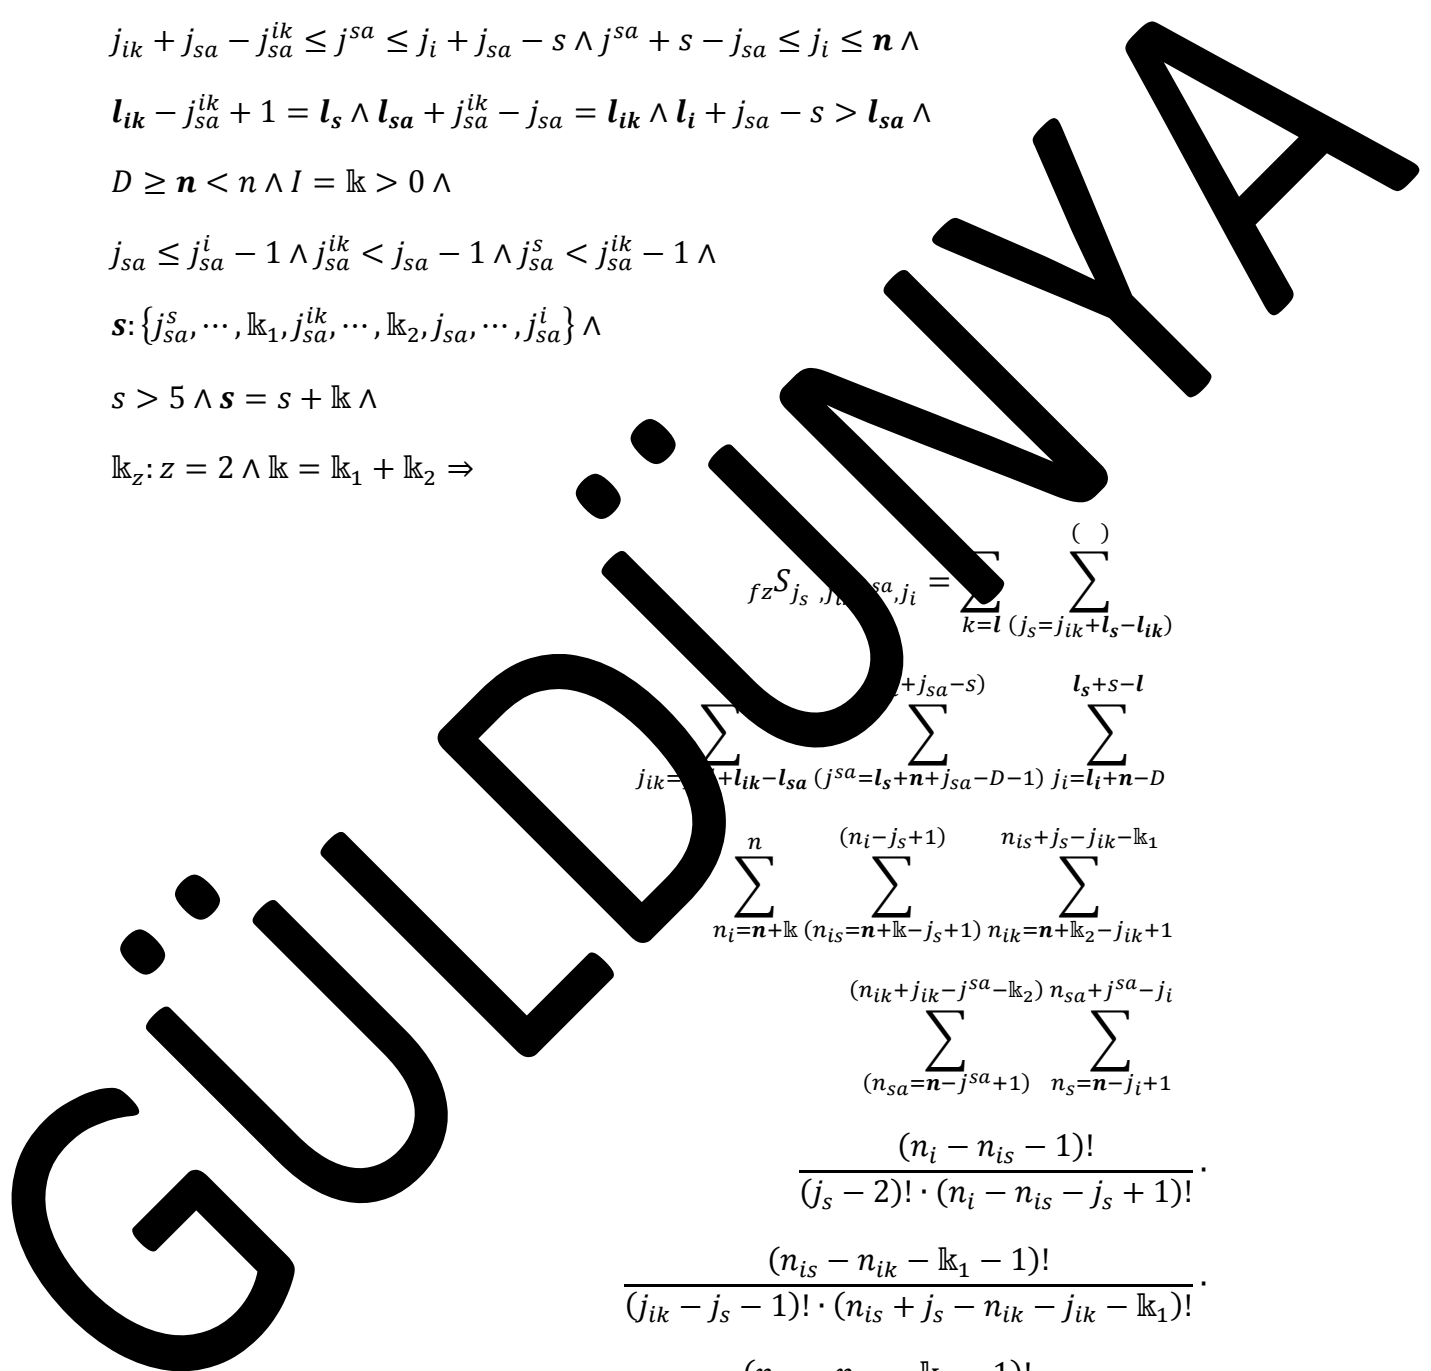 j_{ik} + j_{sa} − j_{sa}^{ik} ≤ j^{sa} ≤ j_i + j_{sa} − s ∧ j^{sa} + s − j_{sa} ≤ j_i ≤ n ∧
l_{ik} − j_{sa}^{ik} + 1 = l_s ∧ l_{sa} + j_{sa}^{ik} − j_{sa} = l_{ik} ∧ l_i + j_{sa} − s > l_{sa} ∧
D ≥ n < n ∧ I = 𝕜 > 0 ∧
j_{sa} ≤ j_{sa}^{i} − 1 ∧ j_{sa}^{ik} < j_{sa} − 1 ∧ j_{sa}^{s} < j_{sa}^{ik} − 1 ∧
s: {j_{sa}^{s}, ⋯, 𝕜_1, j_{sa}^{ik}, ⋯, 𝕜_2, j_{sa}, ⋯, j_{sa}^{i}} ∧
s > 5 ∧ s = s + 𝕜 ∧
𝕜_z: z = 2 ∧ 𝕜 = 𝕜_1 + 𝕜_2 ⇒
( )
_{fz}S_{j_s ,j_{ik},j^{sa},j_i} = ∑ ∑
k=l (j_s=j_{ik}+l_s−l_{ik})
+j_{sa}−s) l_s+s−l
∑ ∑ ∑
j_{ik}= +l_{ik}−l_{sa} (j^{sa}=l_s+n+j_{sa}−D−1) j_i=l_i+n−D
n (n_i−j_s+1) n_{is}+j_s−j_{ik}−𝕜_1
∑ ∑ ∑
n_i=n+𝕜 (n_{is}=n+𝕜−j_s+1) n_{ik}=n+𝕜_2−j_{ik}+1
(n_{ik}+j_{ik}−j^{sa}−𝕜_2) n_{sa}+j^{sa}−j_i
∑ ∑
(n_{sa}=n−j^{sa}+1) n_s=n−j_i+1
(n_i − n_{is} − 1)!
(j_s − 2)! · (n_i − n_{is} − j_s + 1)! ·
(n_{is} − n_{ik} − 𝕜_1 − 1)!
(j_{ik} − j_s − 1)! · (n_{is} + j_s − n_{ik} − j_{ik} − 𝕜_1)! ·
GÜLDÜNYA